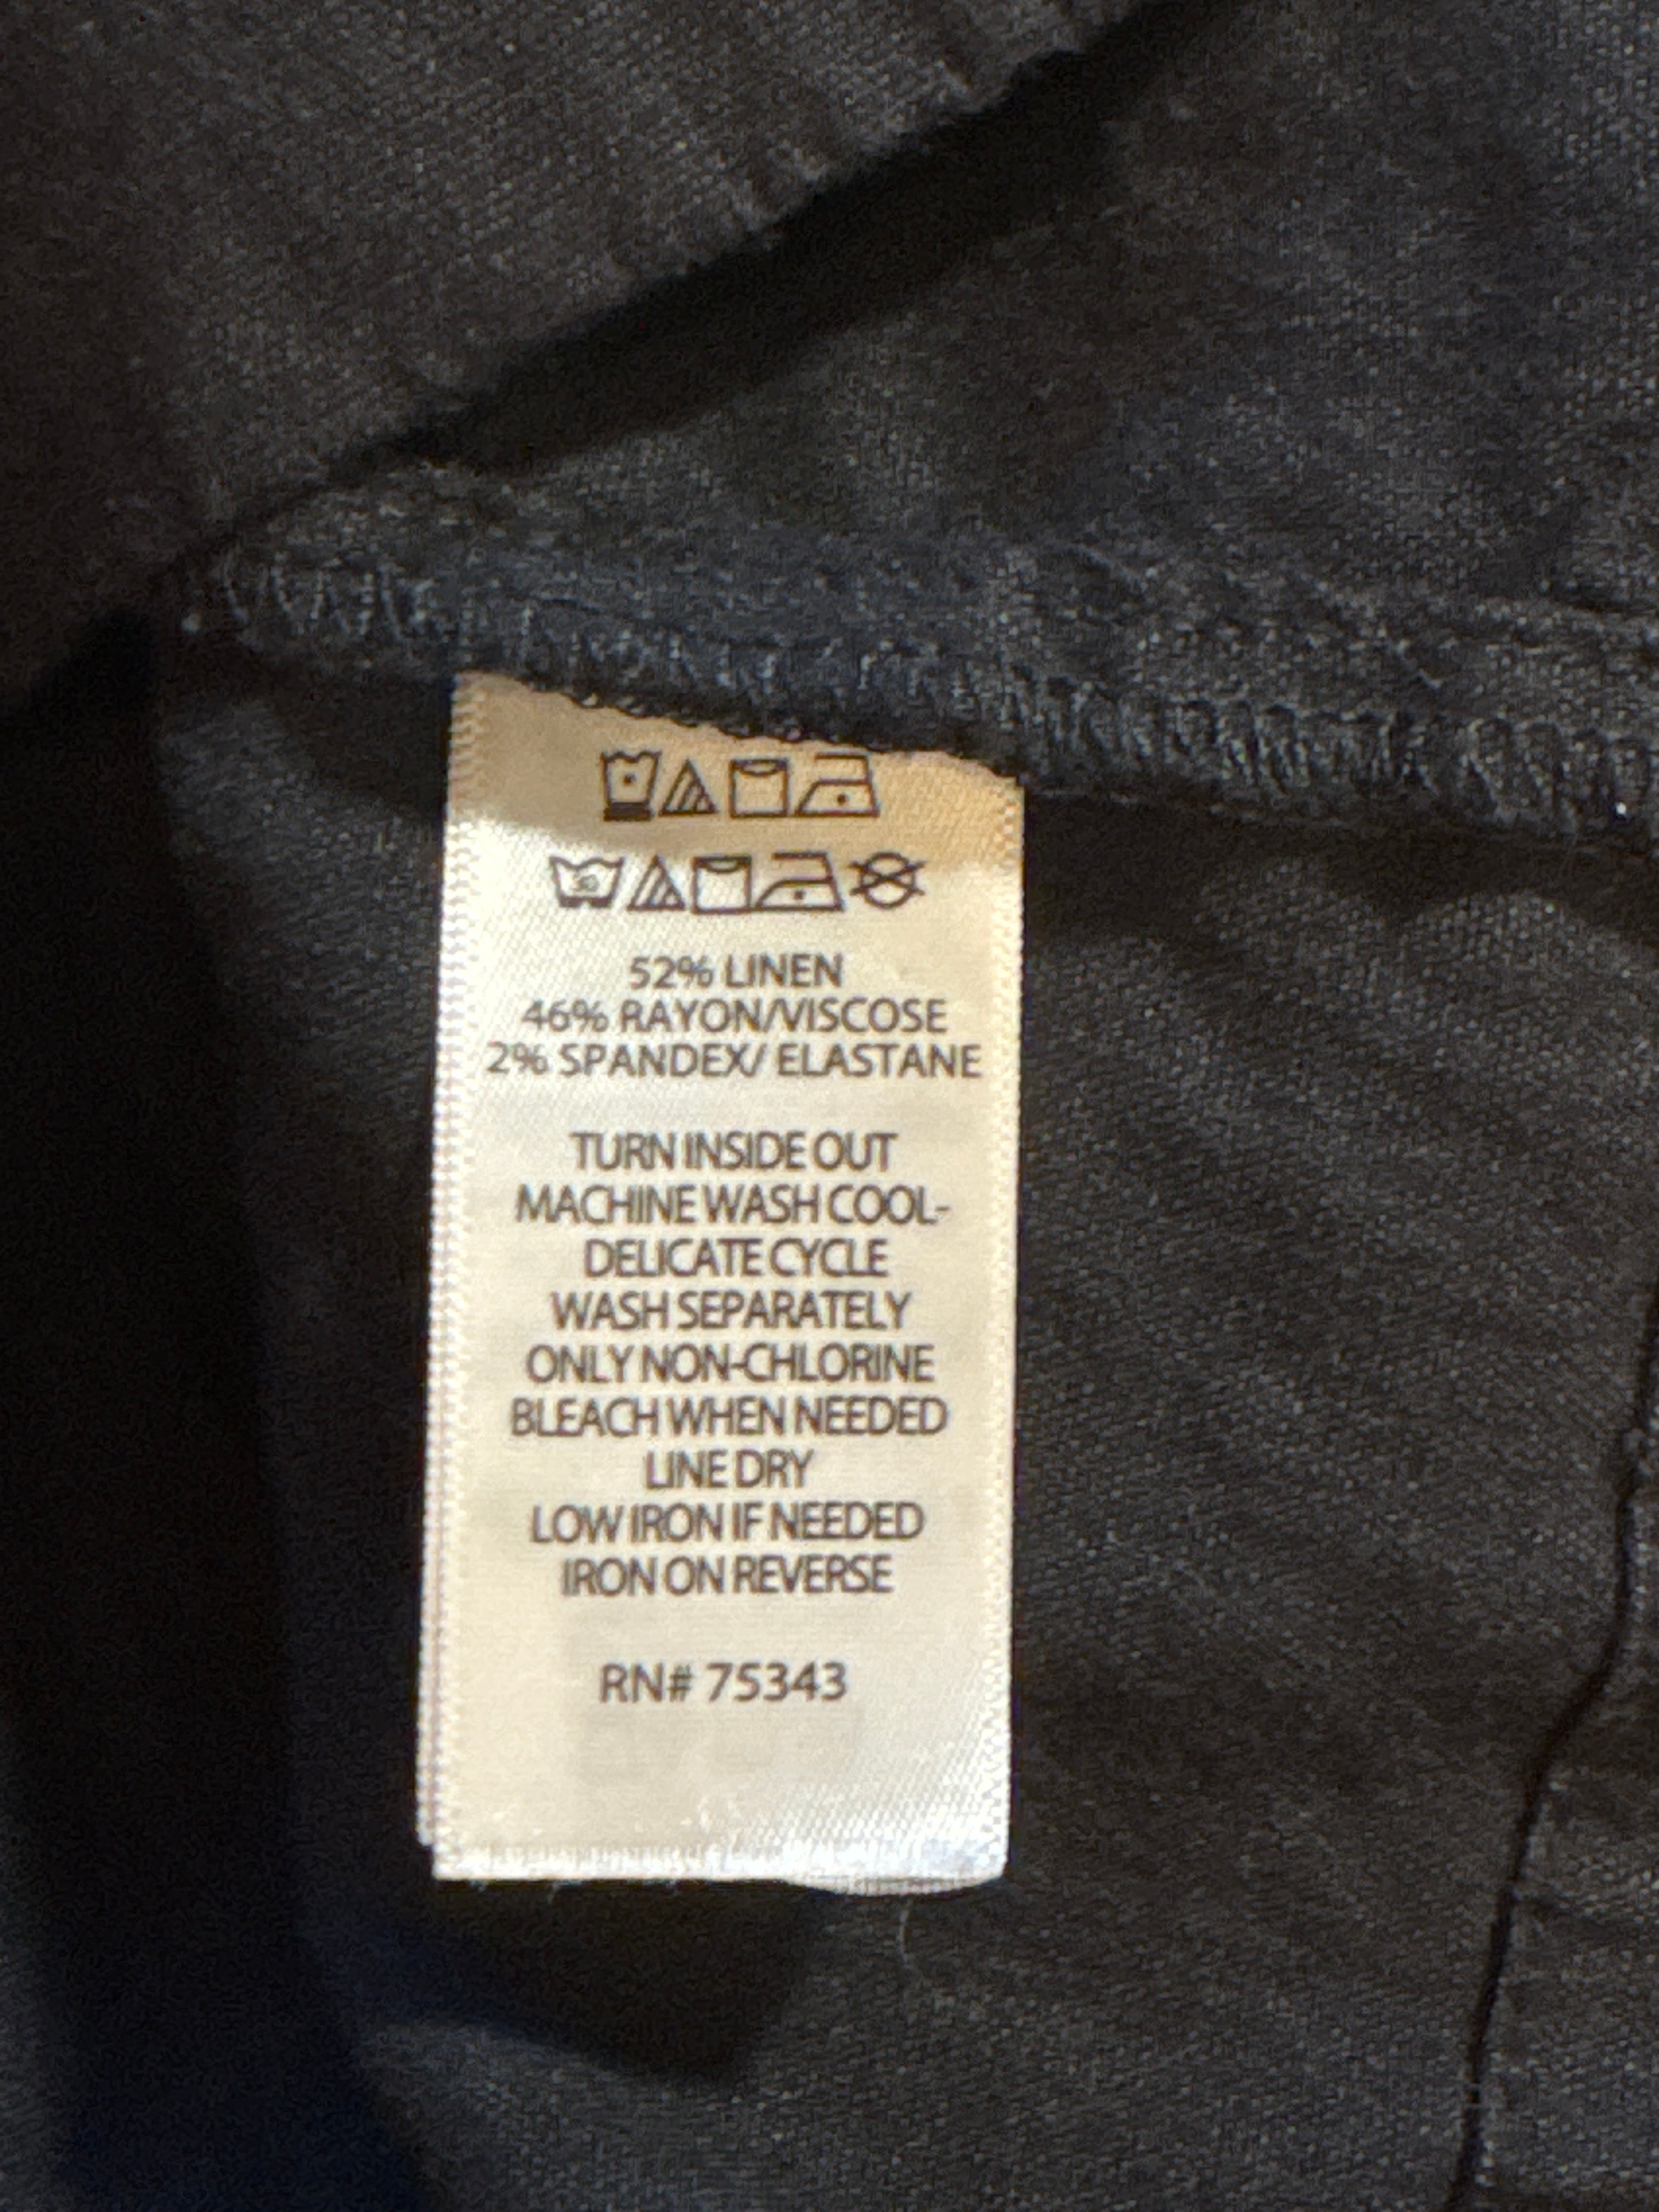 30
52% LINEN
46% RAYON/VISCOSE
2% SPANDEX/ ELASTANE
TURN INSIDE OUT
MACHINE WASH COOL-
DELICATE CYCLE
WASH SEPARATELY
ONLY NON-CHLORINE
BLEACH WHEN NEEDED
LINE DRY
LOW IRON IF NEEDED
IRON ON REVERSE
RN# 75343